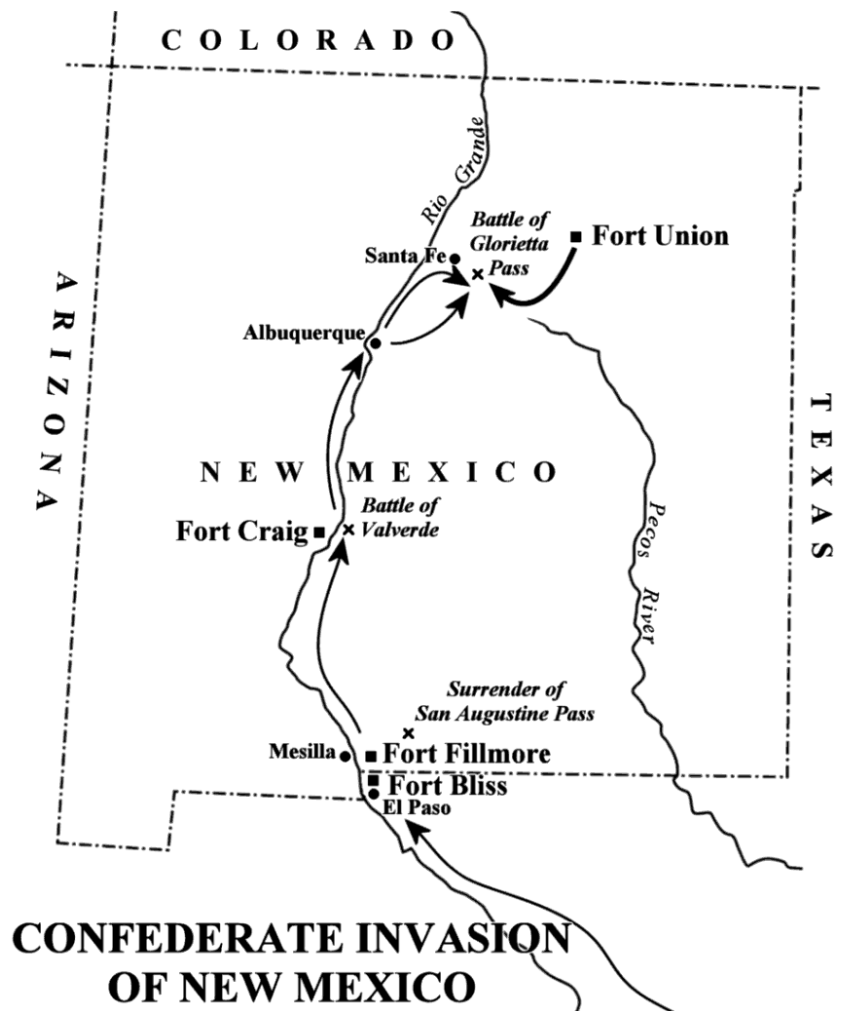 COLORADO
Rio Grande
Battle of
Glorietta
Pass
Fort Union
Santa Fe
ARIZONA
Albuquerque
TEXAS
NEW MEXICO
Battle of
Valverde
Fort Craig
Pecos River
Surrender of
San Augustine Pass
Mesilla
Fort Fillmore
Fort Bliss
El Paso
CONFEDERATE INVASION
OF NEW MEXICO